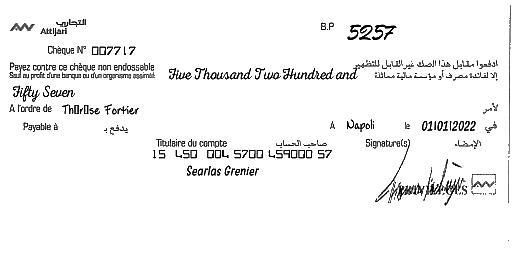 التجاري
Attijari
B.P 5257
Chèque N° 007717
Payez contre ce chèque non endossable
ادفعوا مقابل هذا الصك غير القابل للتظهير
Sauf au profit d'une banque ou d'un organisme assimilé
إلا لفائدة مصرف أو مؤسسة مالية مماثلة
Five Thousand Two Hundred and
Fifty Seven
A l'ordre de Th▯r▯se Fortier
لأمر
Payable à يدفع بـ
A Napoli le 01|01|2022 في
Titulaire du compte صاحب الحساب
Signature(s) الإمضاء
15 450 004 5700 459000 57
Searlas Grenier